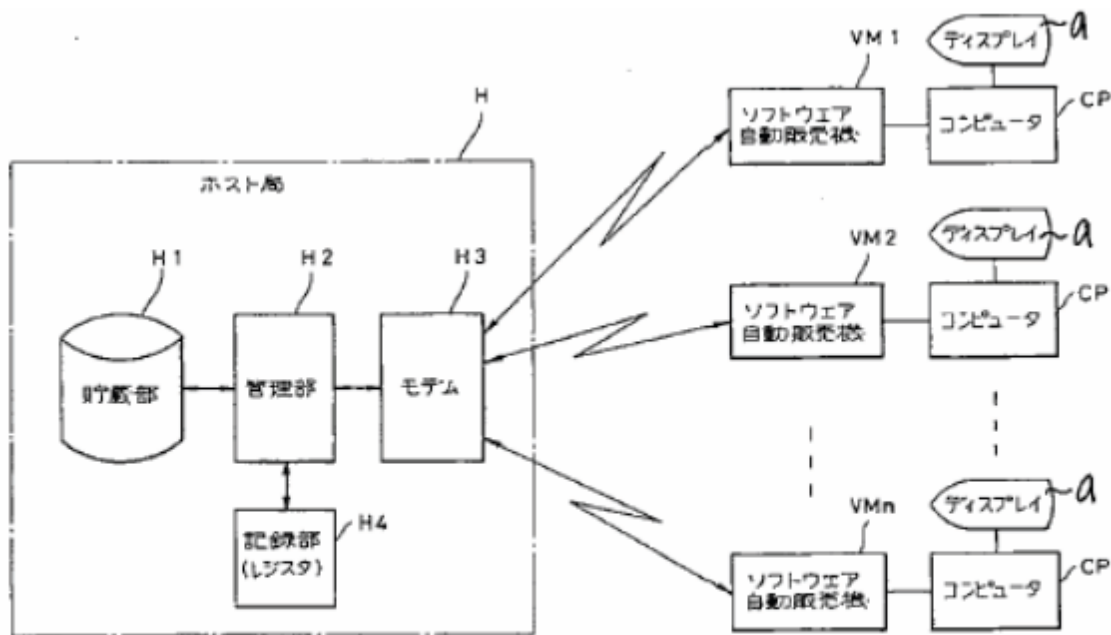 H
ホスト局
H1
H2
H3
貯蔵部
管理部
モデム
記録部
(レジスタ)
H4
VM1
ディスプレイ
a
ソフトウェア
自動販売機
コンピュータ
CP
VM2
ディスプレイ
a
ソフトウェア
自動販売機
コンピュータ
CP
VMn
ディスプレイ
a
ソフトウェア
自動販売機
コンピュータ
CP